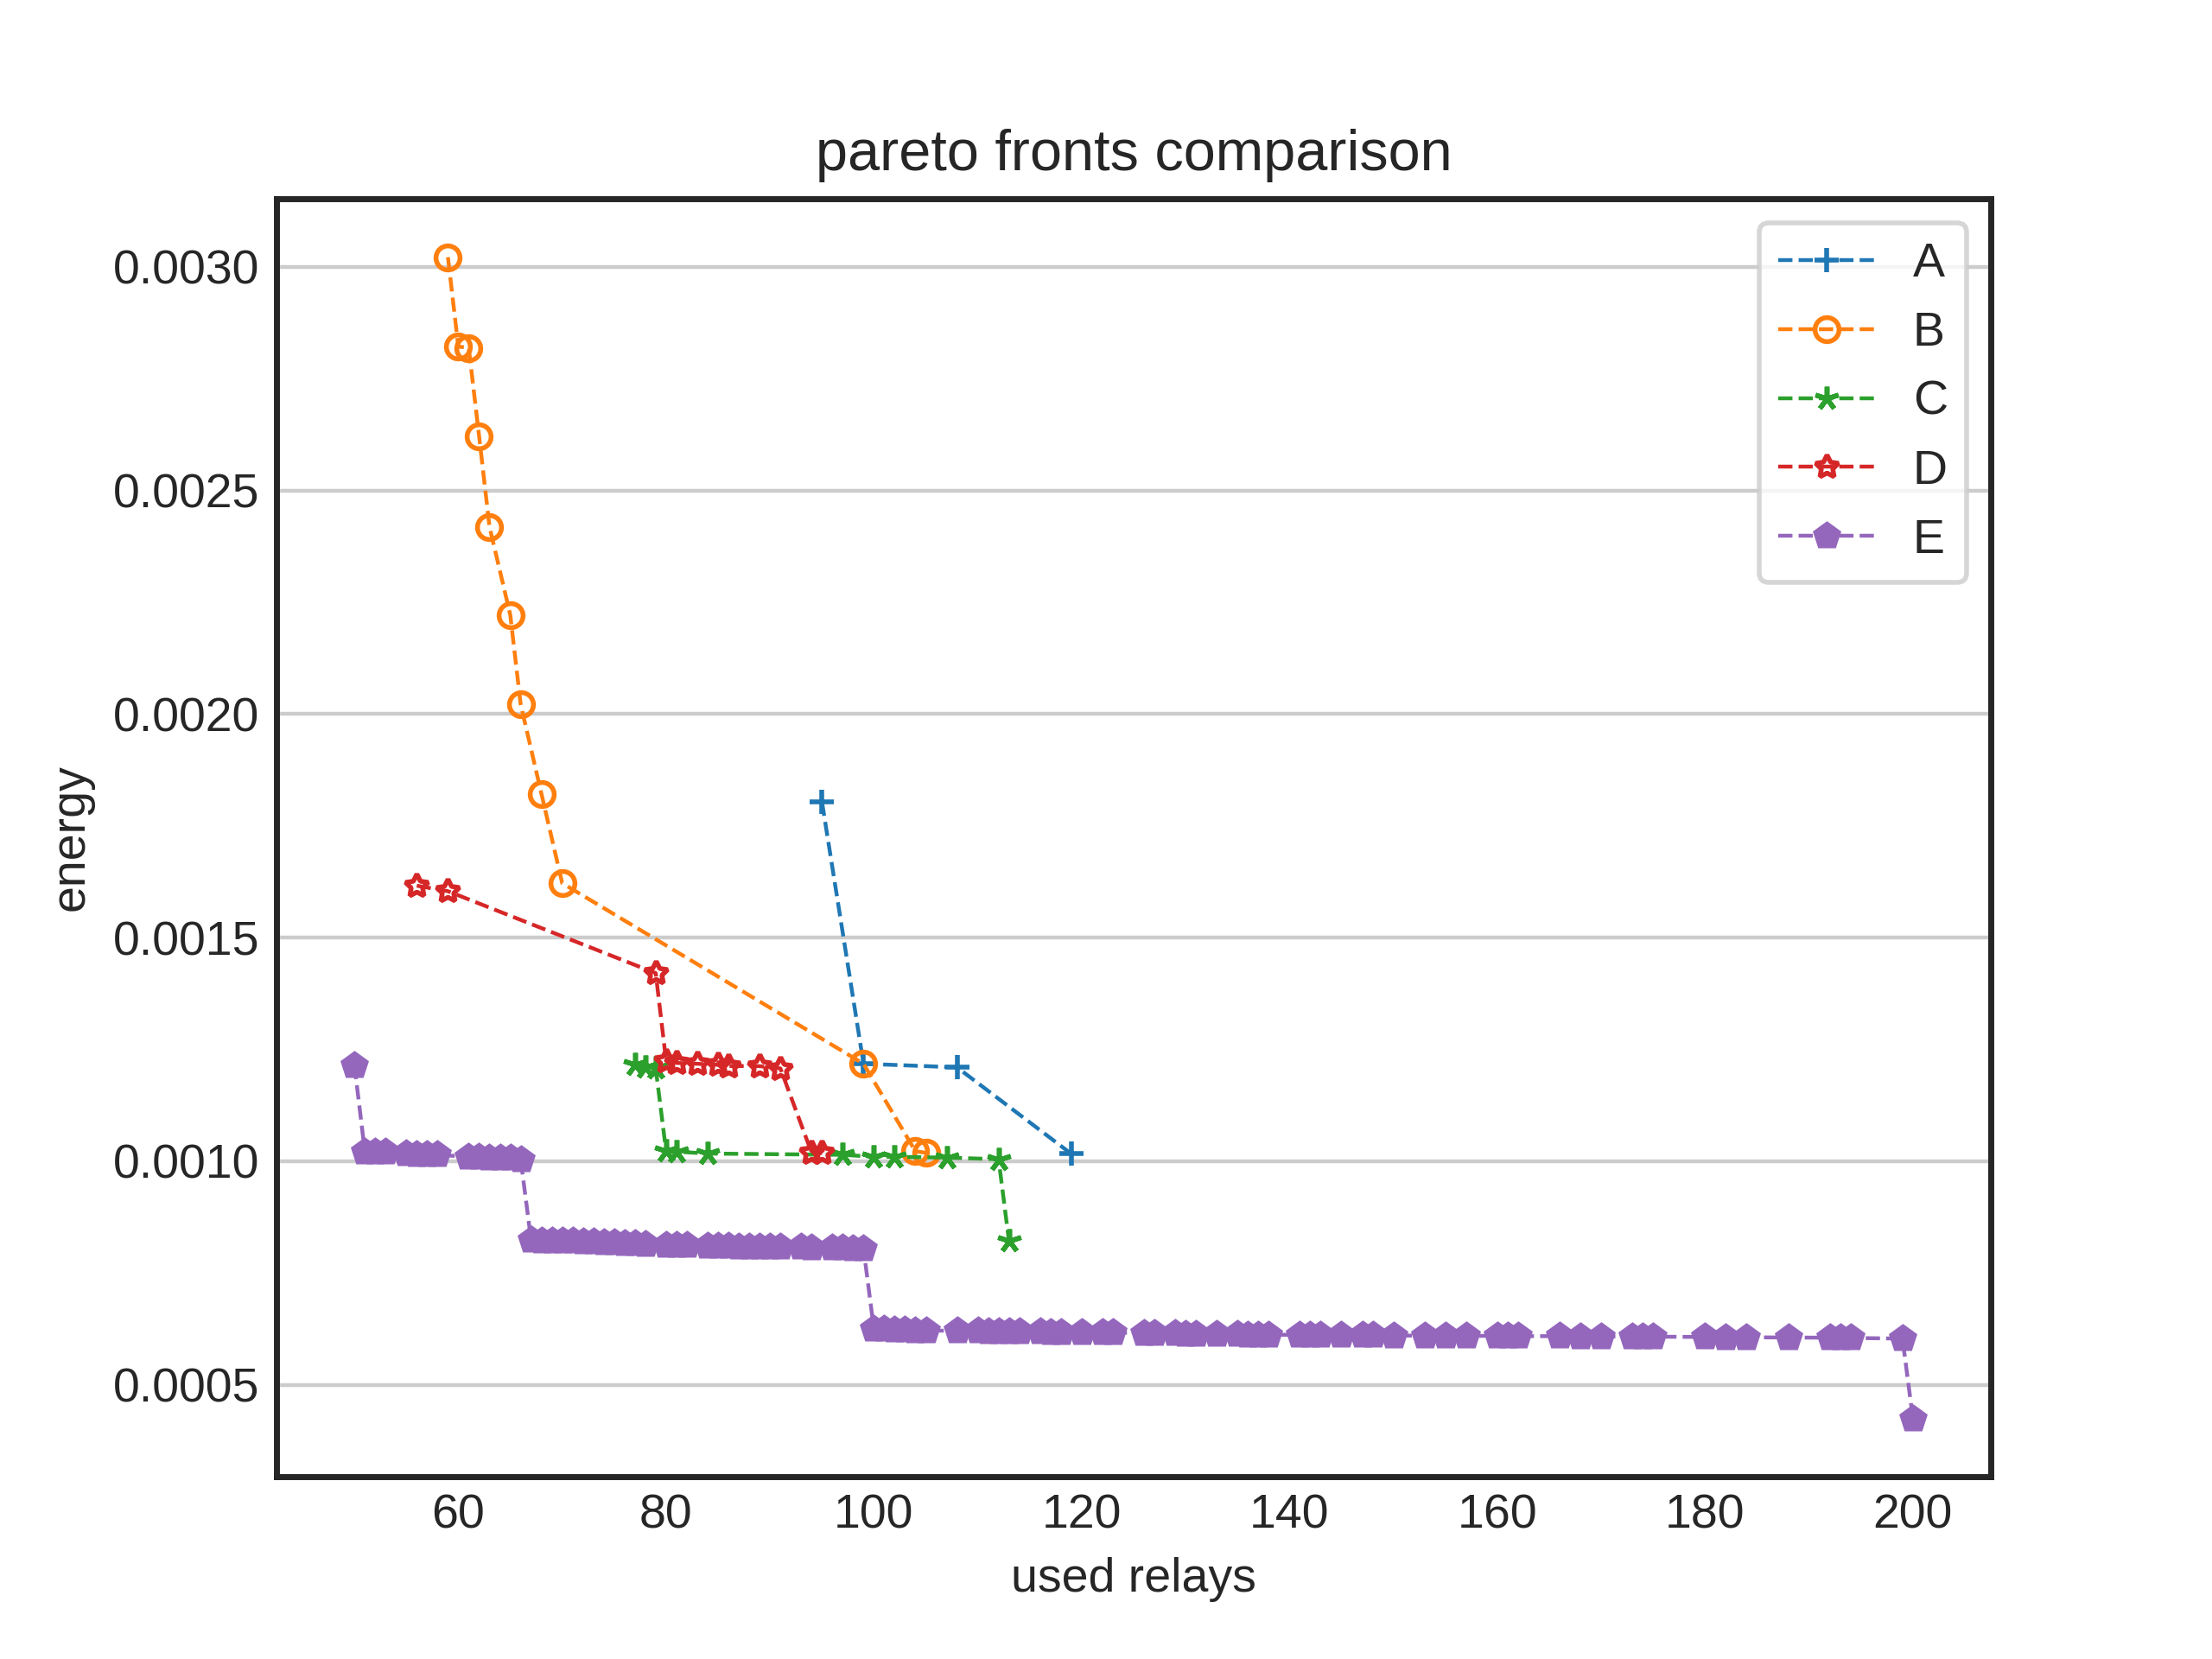 pareto fronts comparison
0.0030
0.0025
0.0020
0.0015
0.0010
0.0005
energy
A
B
C
D
E
60 80 100 120 140 160 180 200
used relays